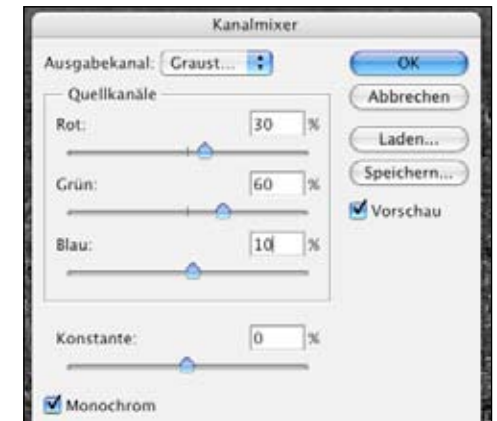 Kanalmixer
Ausgabekanal: Graust...
OK
Quellkanäle
Abbrechen
Rot: 30 %
Laden...
Grün: 60 %
Speichern...
Vorschau
Blau: 10 %
Konstante: 0 %
Monochrom